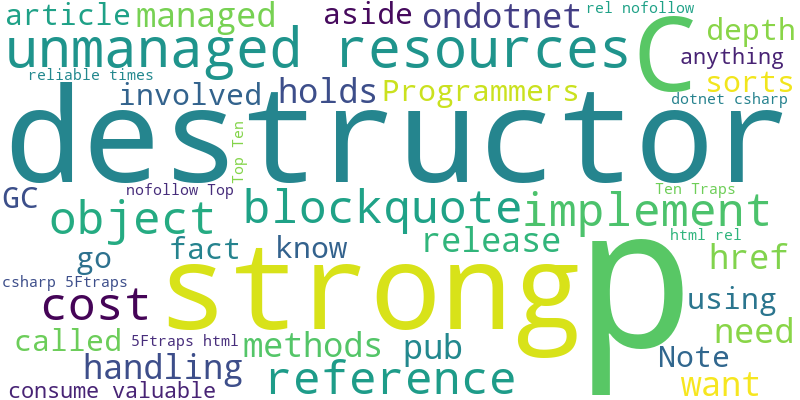 article managed aside ondotnet rel nofollow
unmanaged resources C depth
anything
reliable times
involved holds Programmers sorts
dotnet csharp
destructor
Top Ten
GC nofollow Top Ten Traps
object blockquote implement
fact know release html rel
go href
csharp 5Ftraps
strong p
cost using
called 5Ftraps html methods pub need
Note
handling reference want
consume valuable